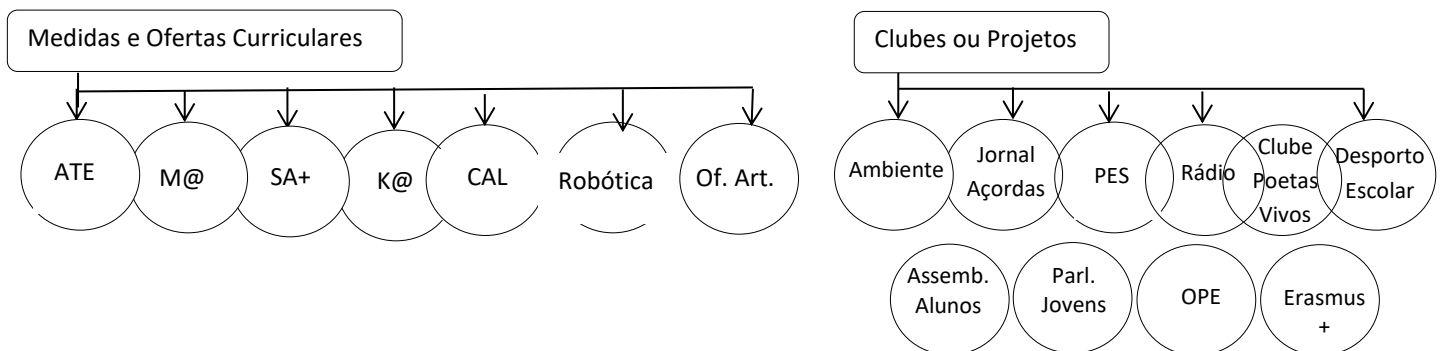 Medidas e Ofertas Curriculares
ATE
M@
SA+
K@
CAL
Robótica
Of. Art.
Clubes ou Projetos
Ambiente
Jornal
Açordas
PES
Rádio
Clube
Poetas
Vivos
Desporto
Escolar
Assemb.
Alunos
Parl.
Jovens
OPE
Erasmus
+